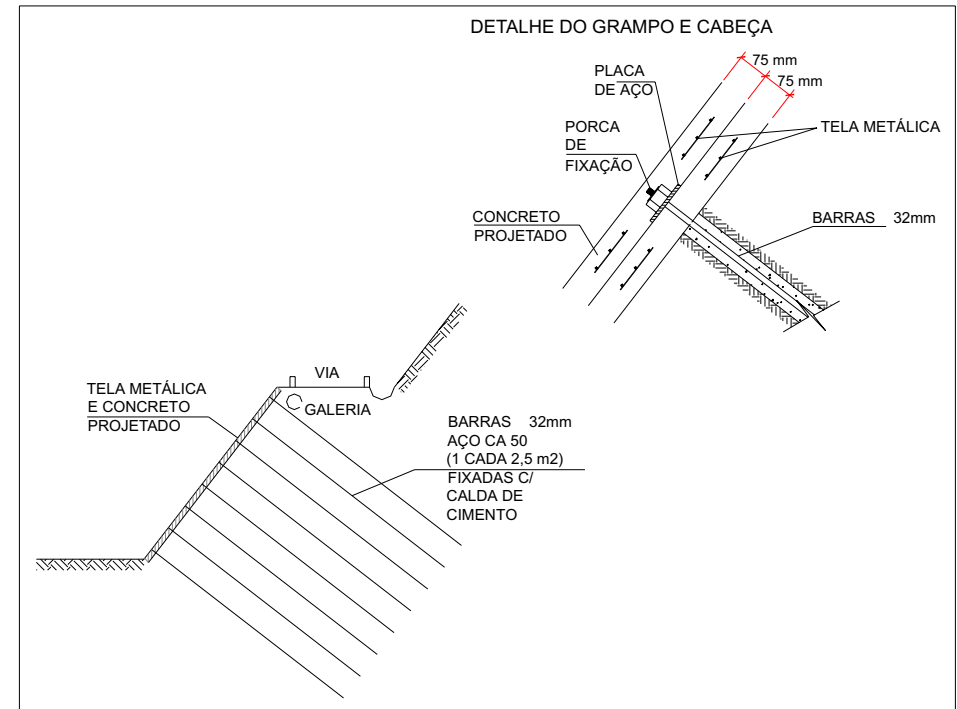 DETALHE DO GRAMPO E CABEÇA
75 mm
75 mm
PLACA
DE AÇO
TELA METÁLICA
PORCA
DE
FIXAÇÃO
CONCRETO
PROJETADO
BARRAS 32mm
VIA
GALERIA
TELA METÁLICA
E CONCRETO
PROJETADO
BARRAS 32mm
AÇO CA 50
(1 CADA 2,5 m2)
FIXADAS C/
CALDA DE
CIMENTO